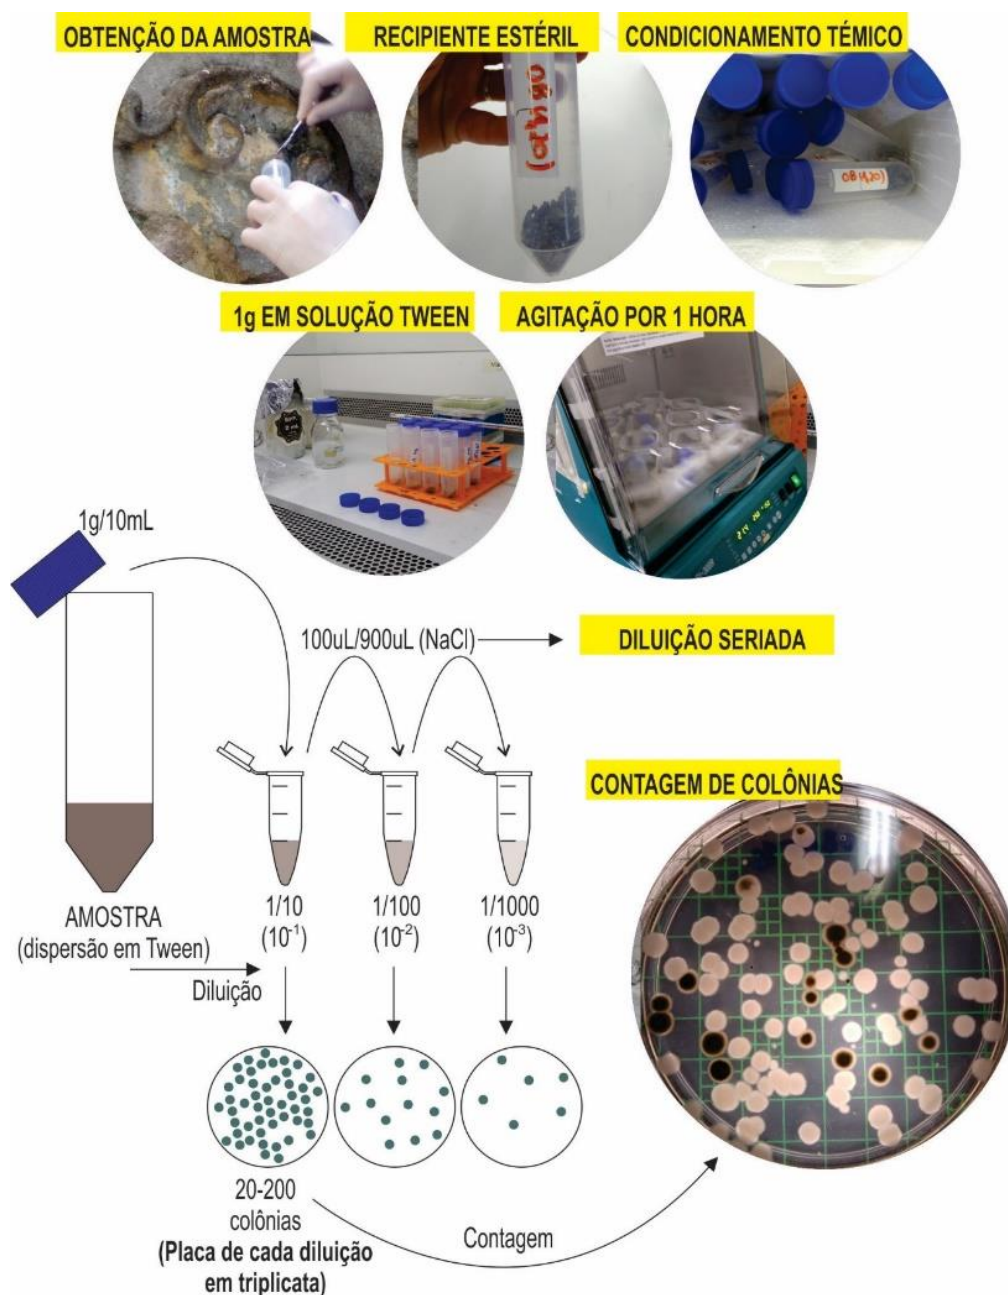 OBTENÇÃO DA AMOSTRA
RECIPIENTE ESTÉRIL
CONDICIONAMENTO TÉMICO
1g EM SOLUÇÃO TWEEN
AGITAÇÃO POR 1 HORA
1g/10mL
100uL/900uL (NaCl)
DILUIÇÃO SERIADA
CONTAGEM DE COLÔNIAS
AMOSTRA
(dispersão em Tween)
Diluição
1/10
(10⁻¹)
1/100
(10⁻²)
1/1000
(10⁻³)
20-200
colônias
(Placa de cada diluição
em triplicata)
Contagem